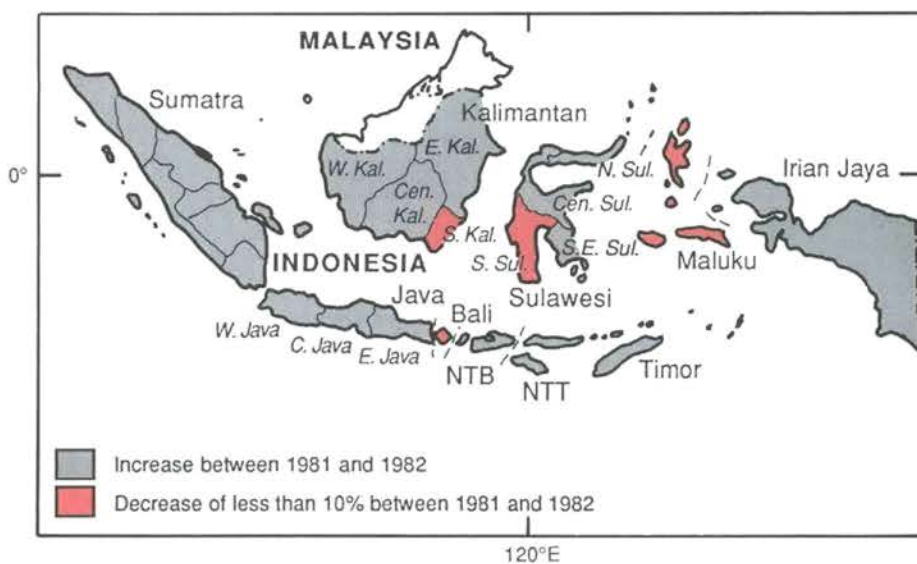 MALAYSIA
Sumatra
Kalimantan
E. Kal.
W. Kal.
0°
N. Sul.
Irian Jaya
Cen.
Kal.
Cen. Sul.
S. Kal.
S.E. Sul.
INDONESIA
S. Sul.
Maluku
Java
Sulawesi
Bali
W. Java
C. Java
E. Java
NTB
NTT
Timor
Increase between 1981 and 1982
Decrease of less than 10% between 1981 and 1982
120°E